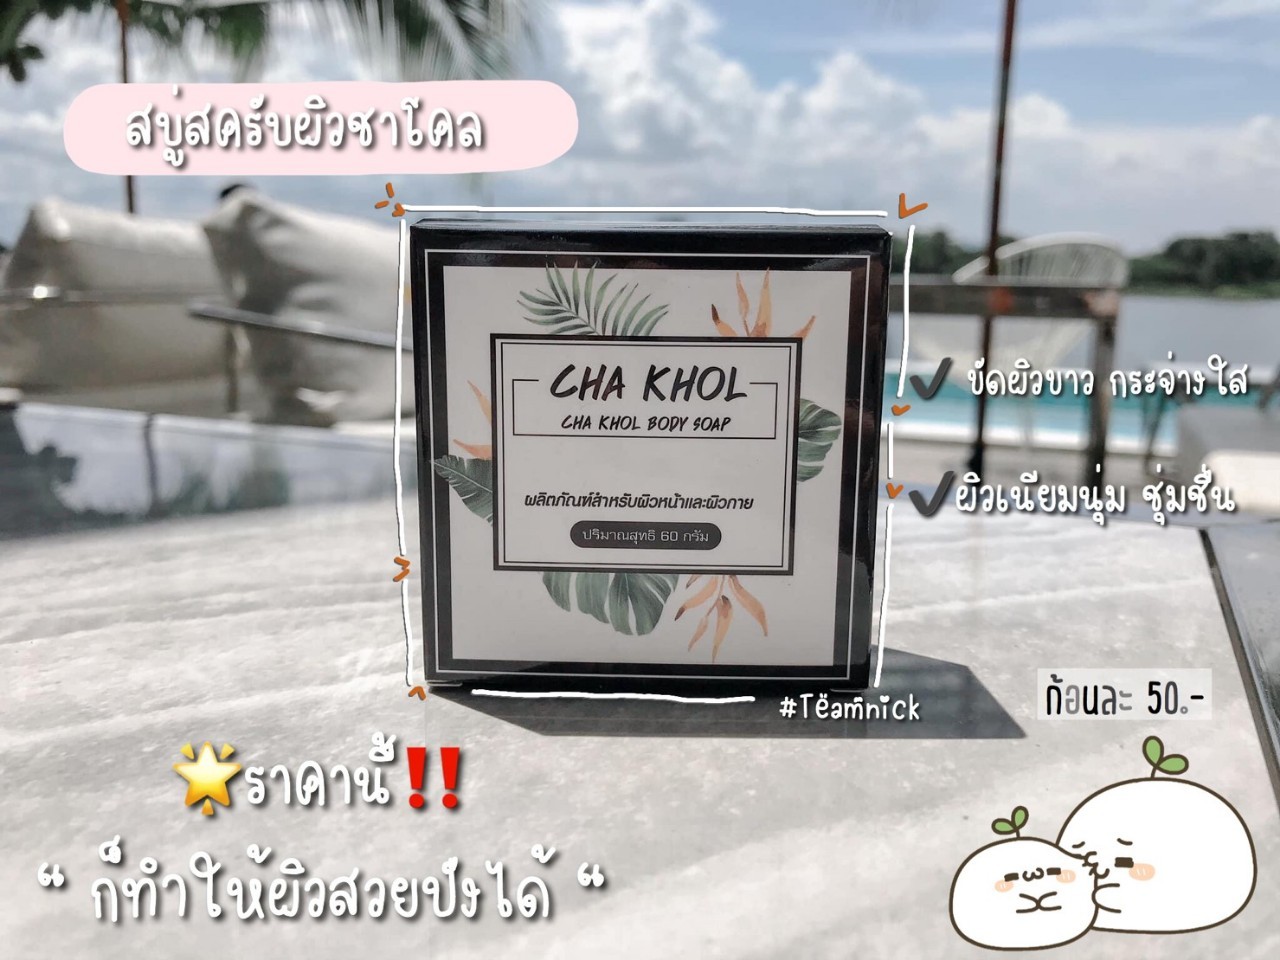 สบู่สครับผิวชาโคล
CHA KHOL
CHA KHOL BODY SOAP
ผลิตภัณฑ์สำหรับผิวหน้าและผิวกาย
ปริมาณสุทธิ 60 กรัม
✔ ขัดผิวขาว กระจ่างใส
✔ ผิวเนียมนุ่ม ชุ่มชื่น
#Teamnick
ก้อนละ 50.-
🌟ราคานี้‼️
“ ก็ทำให้ผิวสวยปังได้ “